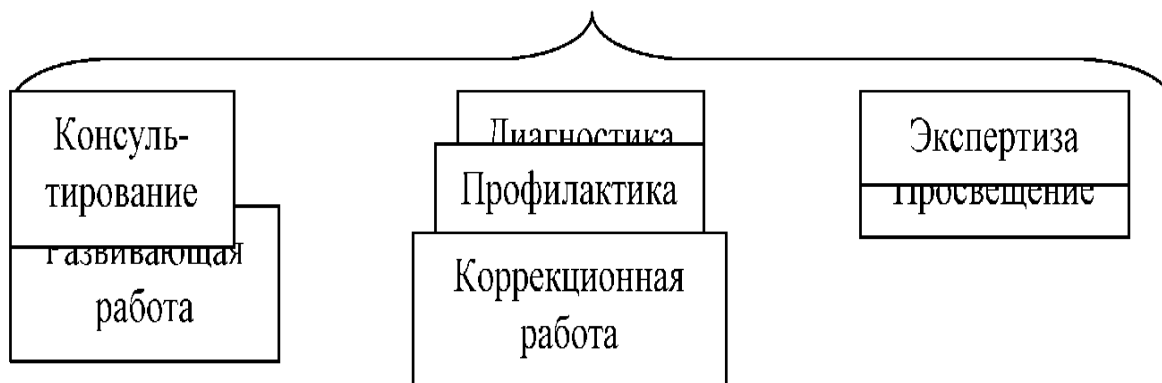 Консуль-
тирование
Развивающая
работа
Диагностика
Профилактика
Коррекционная
работа
Экспертиза
Просвещение